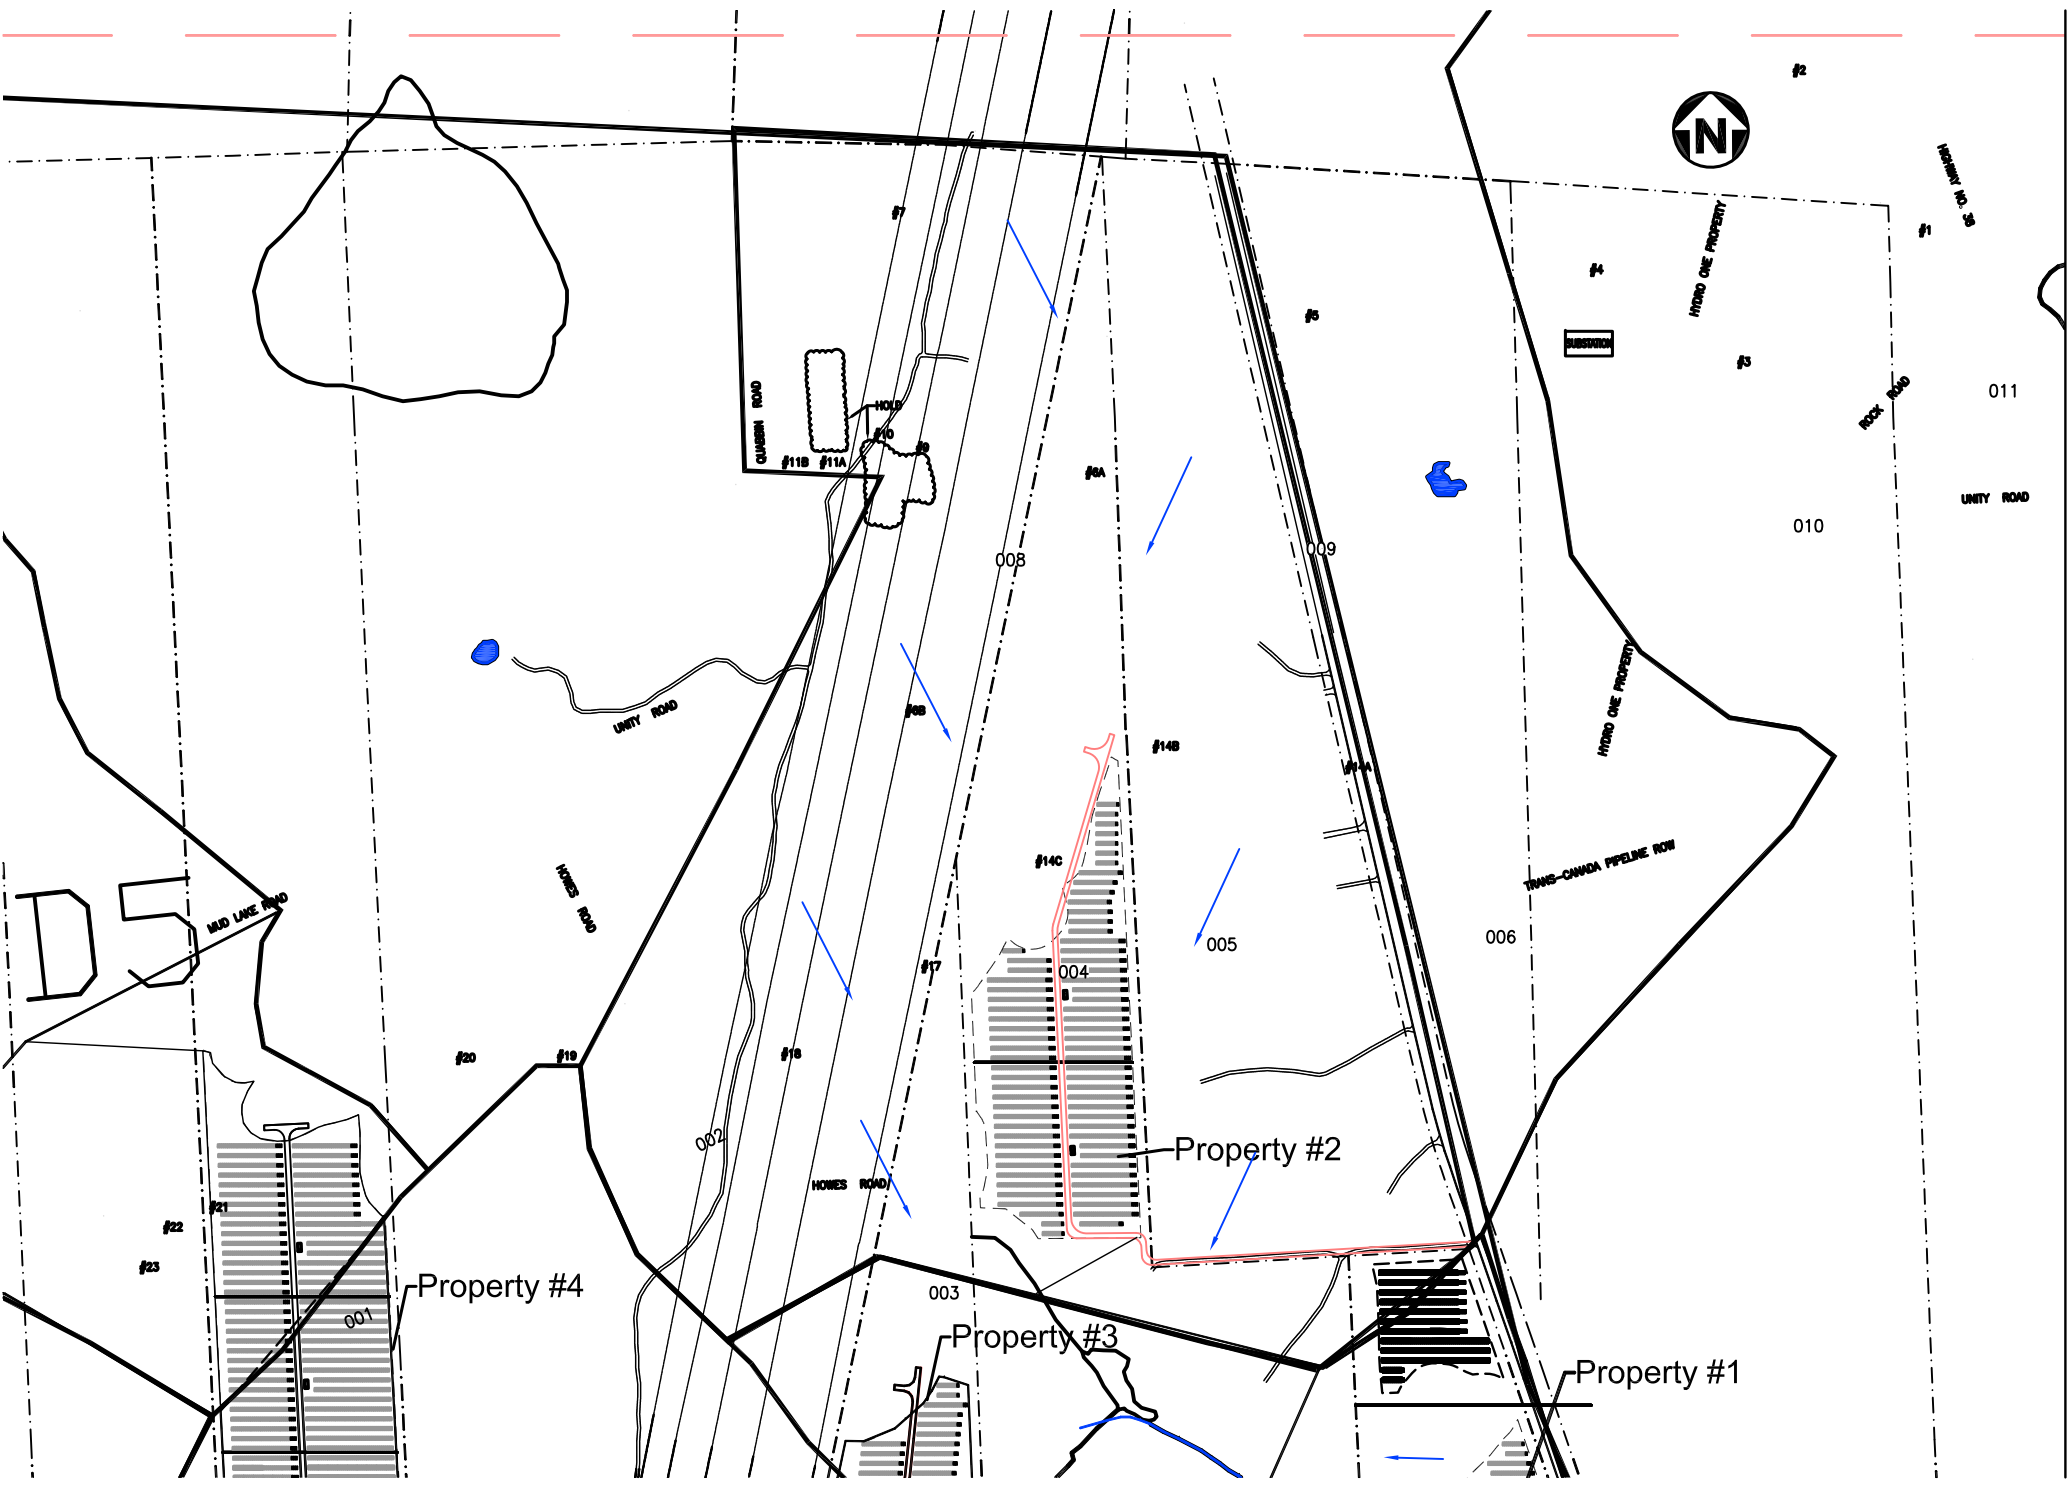 #2
N
HIGHWAY NO. 38
#7
HYDRO ONE PROPERTY
#1
#4
#5
SUBSTATION
#3
QUABBIN ROAD
HOLD
ROCK ROAD
011
#10
#9
#11B
#11A
#6A
UNITY ROAD
010
009
008
HYDRO ONE PROPERTY
UNITY ROAD
#6B
#14B
#14A
#14C
TRANS-CANADA PIPELINE ROW
HOWES ROAD
MUD LAKE ROAD
006
005
#17
004
#20
#19
#18
002
Property #2
HOWES ROAD
#21
#22
#23
Property #4
003
001
Property #3
Property #1